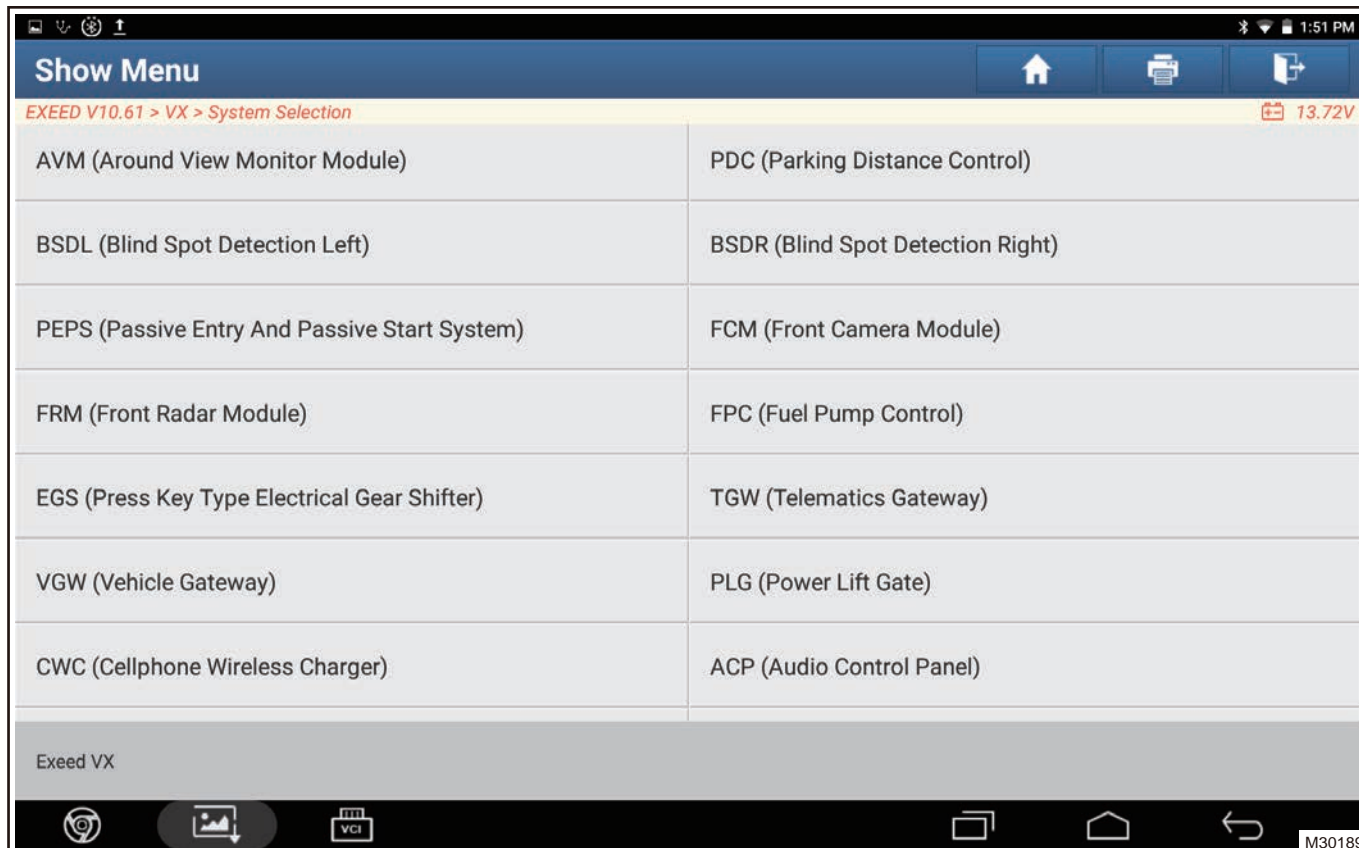 1:51 PM
Show Menu
EXEED V10.61 > VX > System Selection
13.72V
AVM (Around View Monitor Module)
PDC (Parking Distance Control)
BSDL (Blind Spot Detection Left)
BSDR (Blind Spot Detection Right)
PEPS (Passive Entry And Passive Start System)
FCM (Front Camera Module)
FRM (Front Radar Module)
FPC (Fuel Pump Control)
EGS (Press Key Type Electrical Gear Shifter)
TGW (Telematics Gateway)
VGW (Vehicle Gateway)
PLG (Power Lift Gate)
CWC (Cellphone Wireless Charger)
ACP (Audio Control Panel)
Exeed VX
VCI
M30189